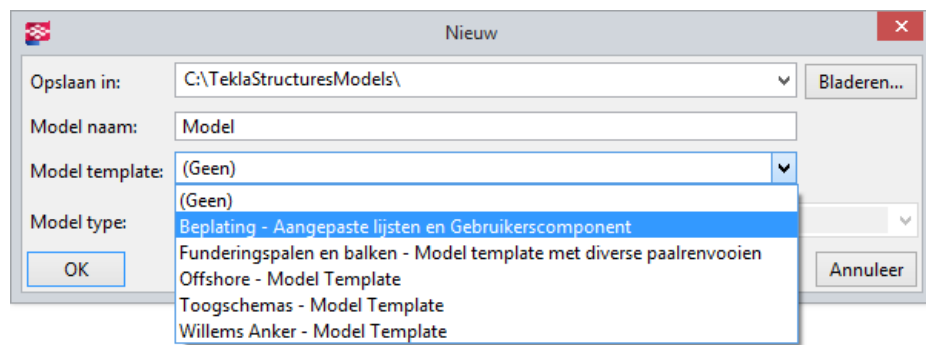 Nieuw
Opslaan in: C:\TeklaStructuresModels\ Bladeren...
Model naam: Model
Model template: (Geen)
(Geen)
Model type: Beplating - Aangepaste lijsten en Gebruikerscomponent
Funderingspalen en balken - Model template met diverse paalrenvooien
OK Offshore - Model Template Annuleer
Toogschemas - Model Template
Willems Anker - Model Template